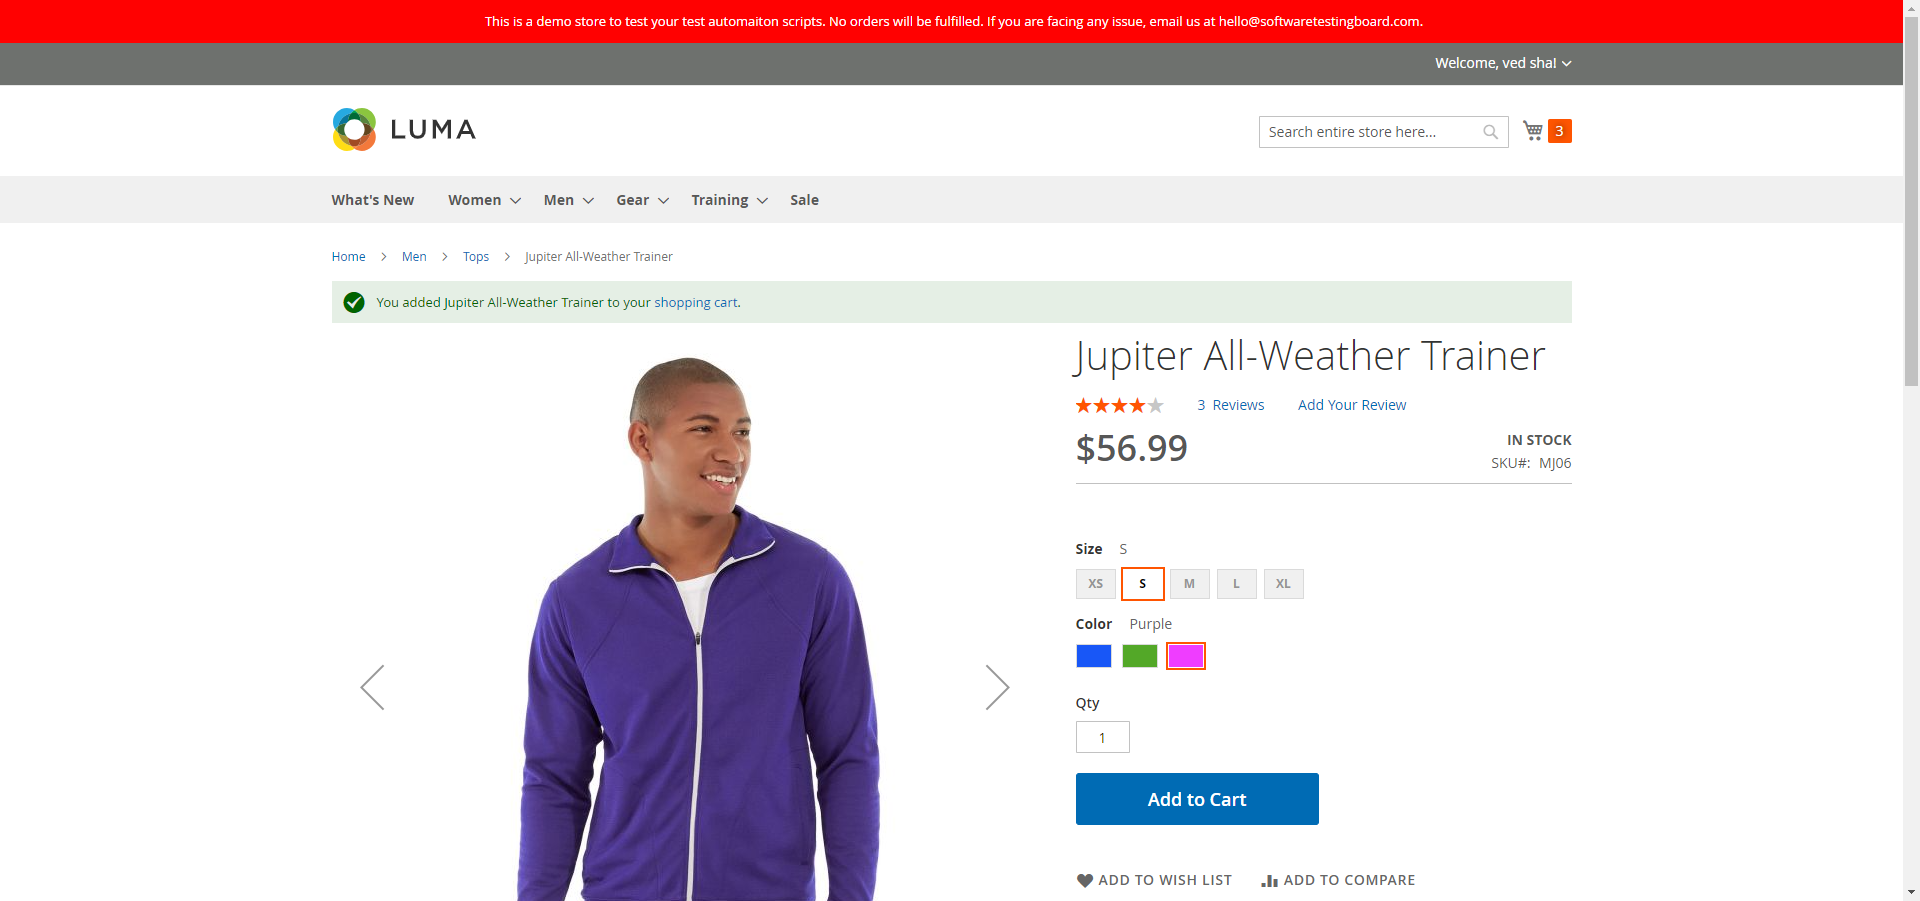 This is a demo store to test your test automaiton scripts. No orders will be fulfilled. If you are facing any issue, email us at hello@softwaretestingboard.com.
Welcome, ved sha!
LUMA
Search entire store here...
3
What's New Women Men Gear Training Sale
Home > Men > Tops > Jupiter All-Weather Trainer
You added Jupiter All-Weather Trainer to your shopping cart.
Jupiter All-Weather Trainer
3 Reviews Add Your Review
$56.99
IN STOCK
SKU#: MJ06
Size S
XS S M L XL
Color Purple
Qty
1
Add to Cart
ADD TO WISH LIST ADD TO COMPARE